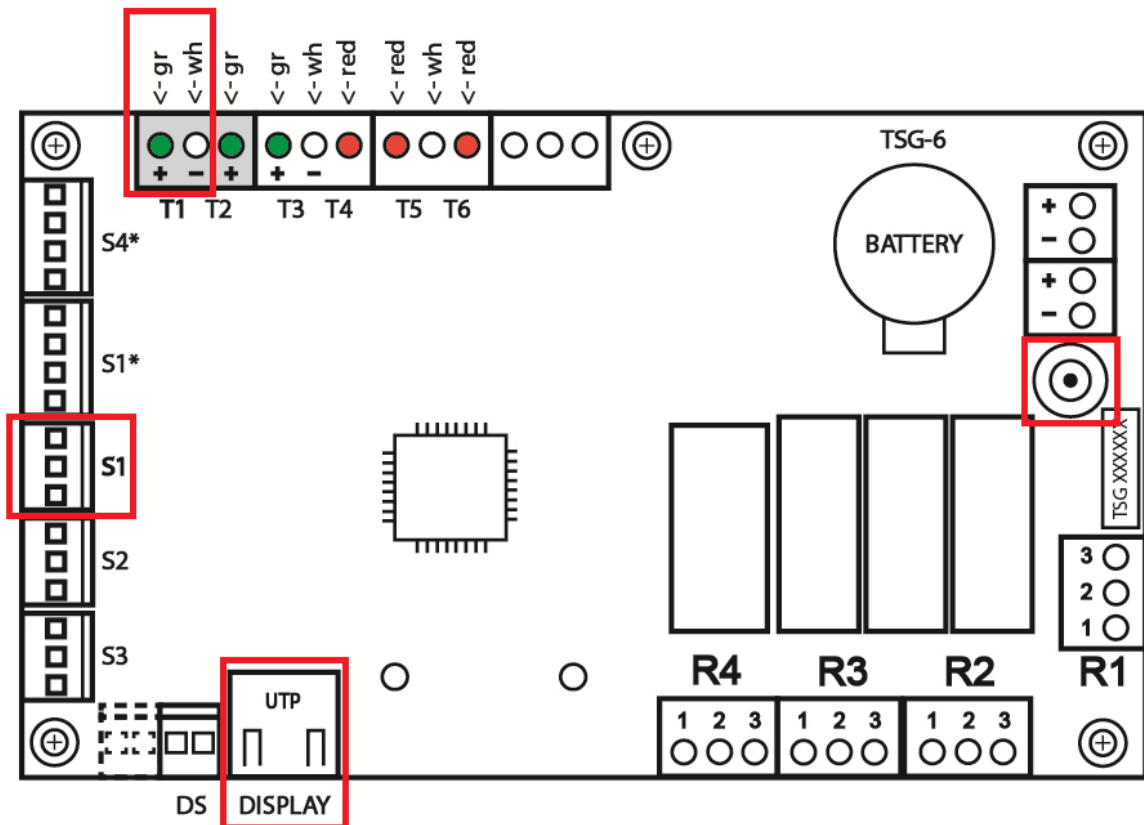 <-gr <-wh <-gr <-gr <-wh <-red <-red <-wh <-red
+ - + + -
T1 T2 T3 T4 T5 T6
TSG-6
BATTERY
+
-
+
-
S4*
S1*
S1
S2
S3
TSG XXXXXX
3
2
1
R4 R3 R2 R1
1 2 3 1 2 3 1 2 3
UTP
DS DISPLAY